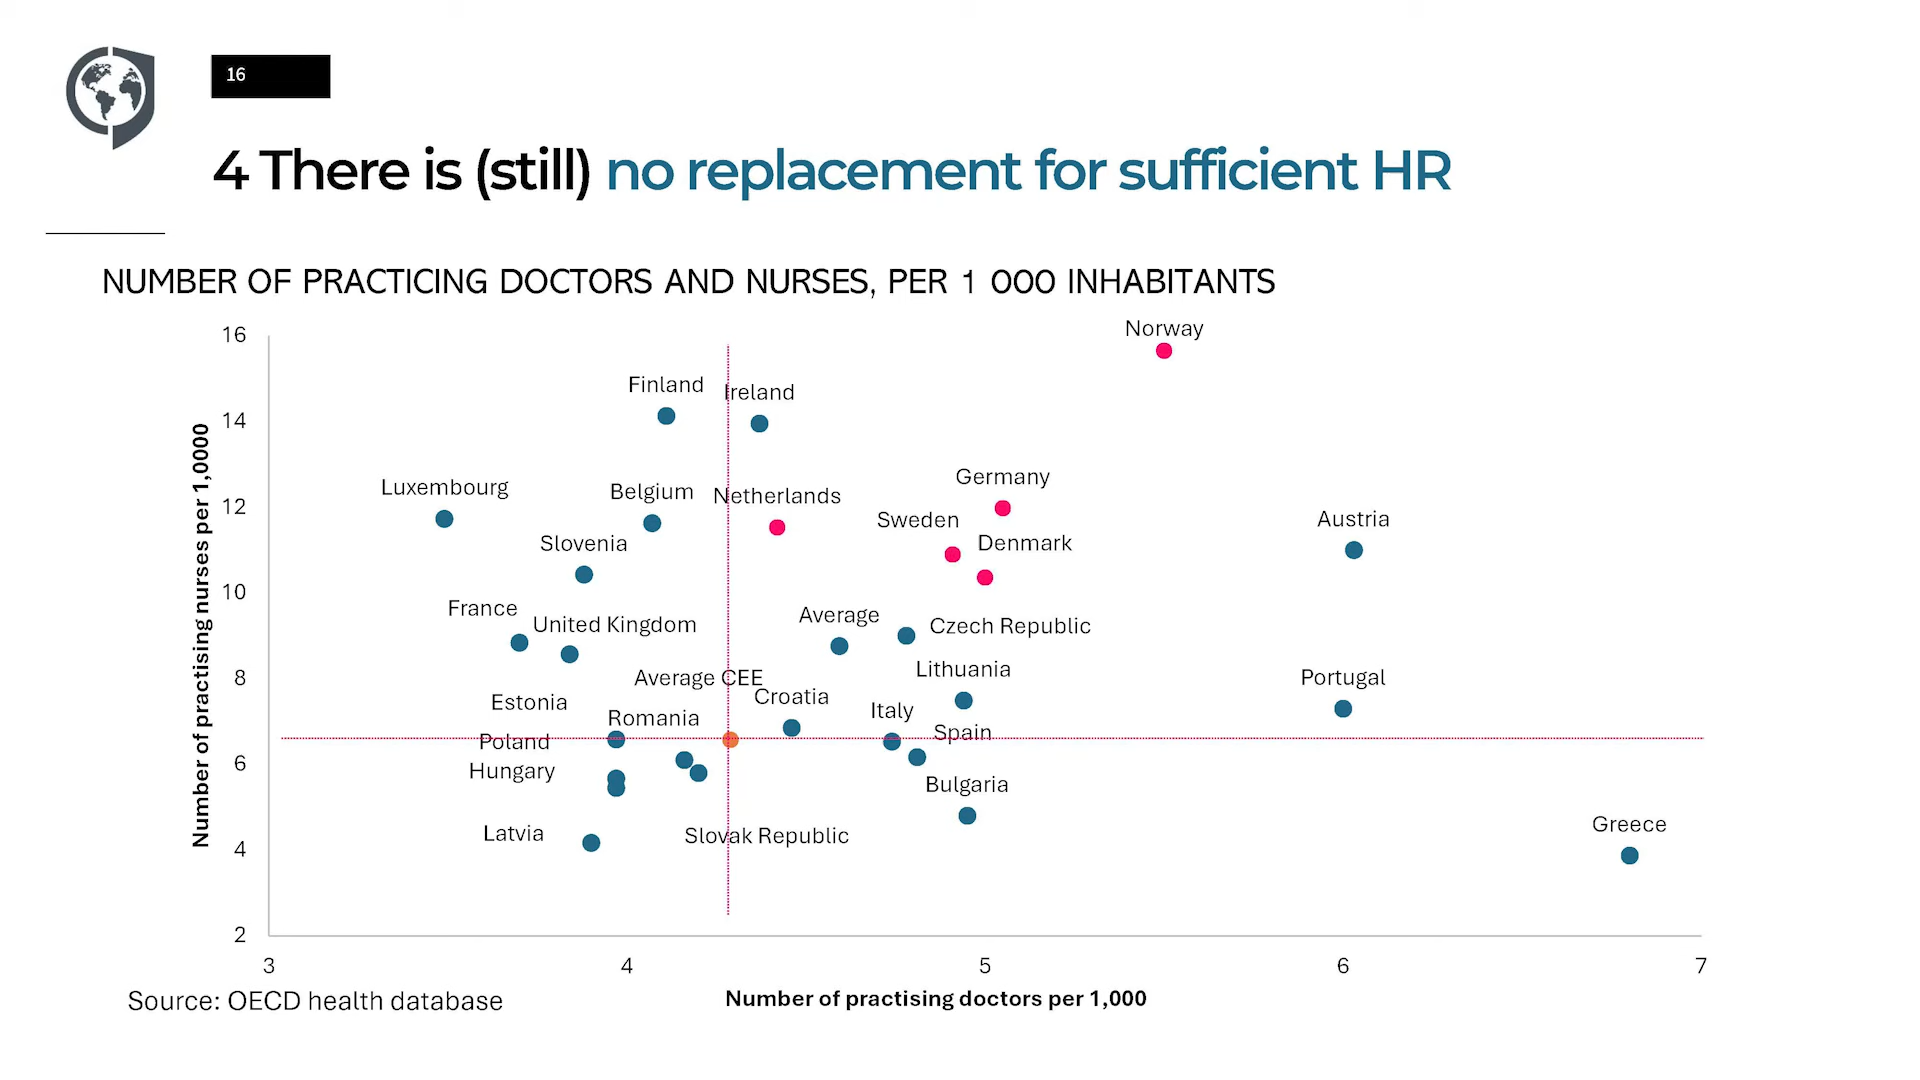 16
4 There is (still) no replacement for sufficient HR
NUMBER OF PRACTICING DOCTORS AND NURSES, PER 1 000 INHABITANTS
Number of practising nurses per 1,0000
16
14
12
10
8
6
4
2
Norway
Finland
Ireland
Germany
Luxembourg
Belgium
Netherlands
Sweden
Austria
Slovenia
Denmark
France
United Kingdom
Average
Czech Republic
Average CEE
Lithuania
Portugal
Estonia
Croatia
Romania
Italy
Poland
Spain
Hungary
Bulgaria
Latvia
Slovak Republic
Greece
3
4
5
6
7
Number of practising doctors per 1,000
Source: OECD health database